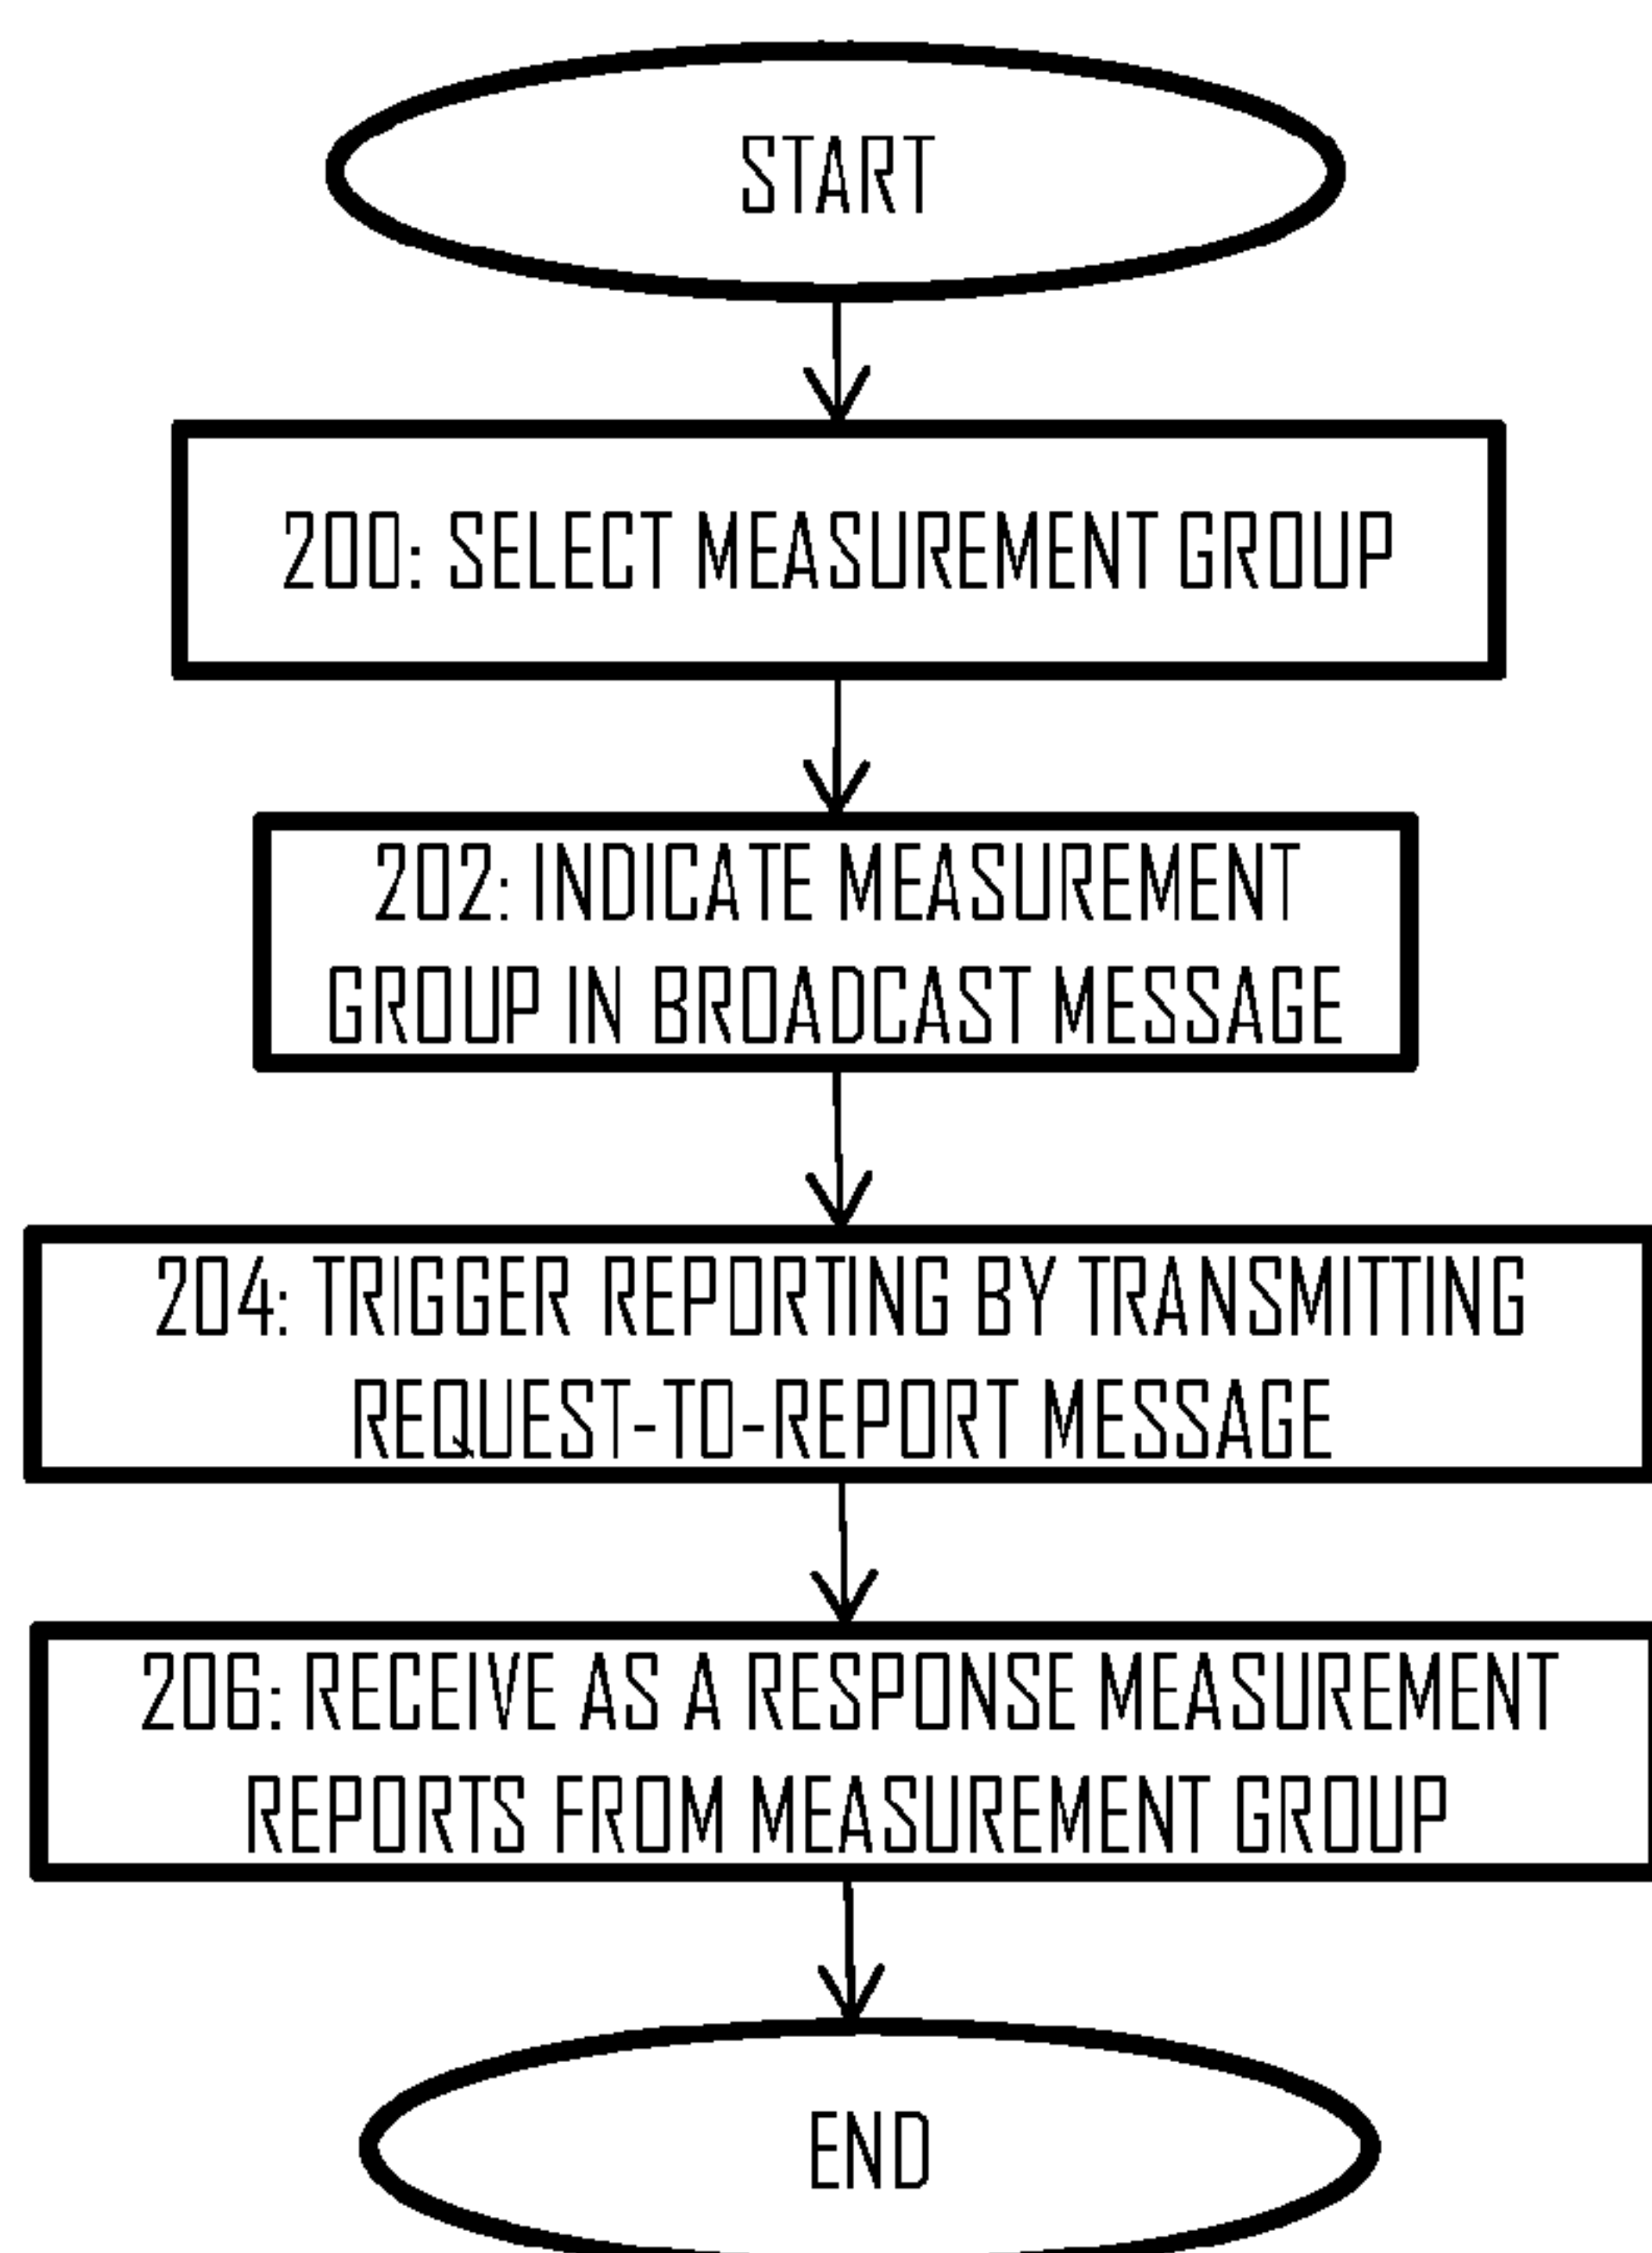 START
200: SELECT MEASUREMENT GROUP
202: INDICATE MEASUREMENT
GROUP IN BROADCAST MESSAGE
204: TRIGGER REPORTING BY TRANSMITTING
REQUEST-TO-REPORT MESSAGE
206: RECEIVE AS A RESPONSE MEASUREMENT
REPORTS FROM MEASUREMENT GROUP
END